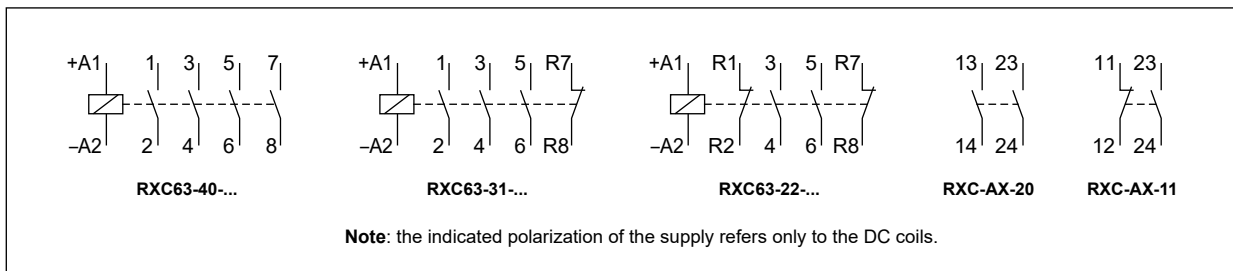 +A1 1 3 5 7
–A2 2 4 6 8
RXC63-40-...
+A1 1 3 5 R7
–A2 2 4 6 R8
RXC63-31-...
+A1 R1 3 5 R7
–A2 R2 4 6 R8
RXC63-22-...
13 23
14 24
RXC-AX-20
11 23
12 24
RXC-AX-11
Note: the indicated polarization of the supply refers only to the DC coils.